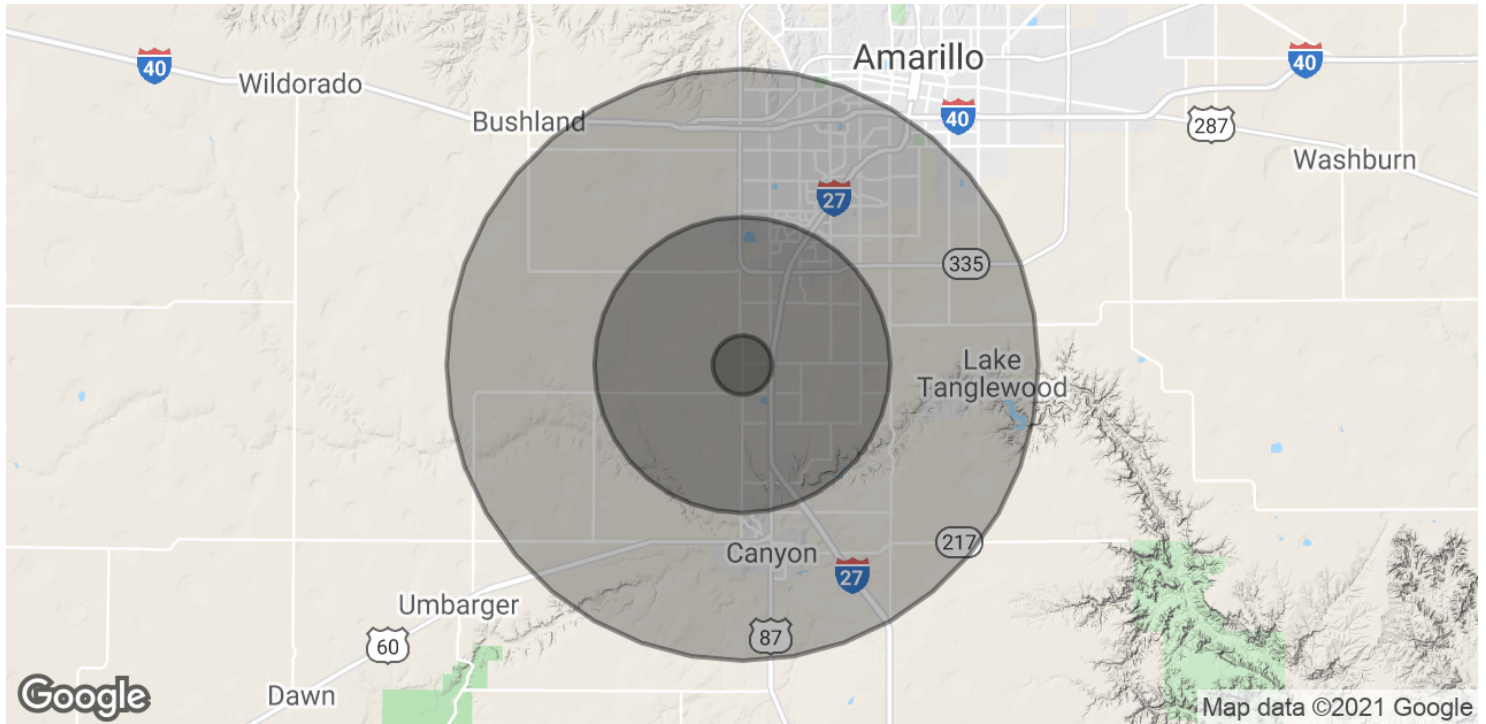 Amarillo
40
40
Wildorado
Bushland
40
287
Washburn
27
335
Lake
Tanglewood
217
Canyon
27
Umbarger
87
60
Dawn
Google
Map data ©2021 Google